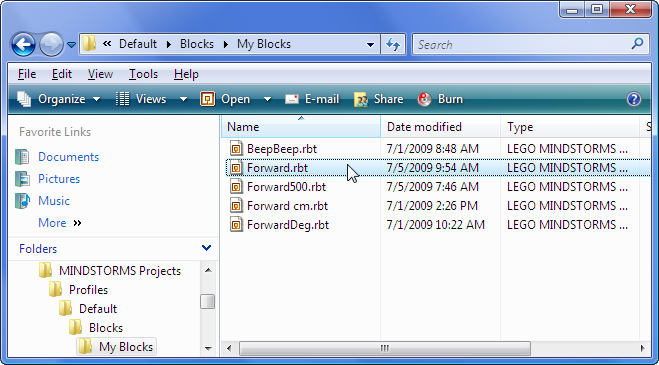 « Default ▸ Blocks ▸ My Blocks Search
File Edit View Tools Help
Organize Views Open E-mail Share Burn
Favorite Links
Documents
Pictures
Music
More »
Folders
MINDSTORMS Projects
Profiles
Default
Blocks
My Blocks
Name Date modified Type S
BeepBeep.rbt 7/1/2009 8:48 AM LEGO MINDSTORMS ...
Forward.rbt 7/5/2009 9:54 AM LEGO MINDSTORMS ...
Forward500.rbt 7/5/2009 7:46 AM LEGO MINDSTORMS ...
Forward cm.rbt 7/1/2009 2:26 PM LEGO MINDSTORMS ...
ForwardDeg.rbt 7/1/2009 10:22 AM LEGO MINDSTORMS ...